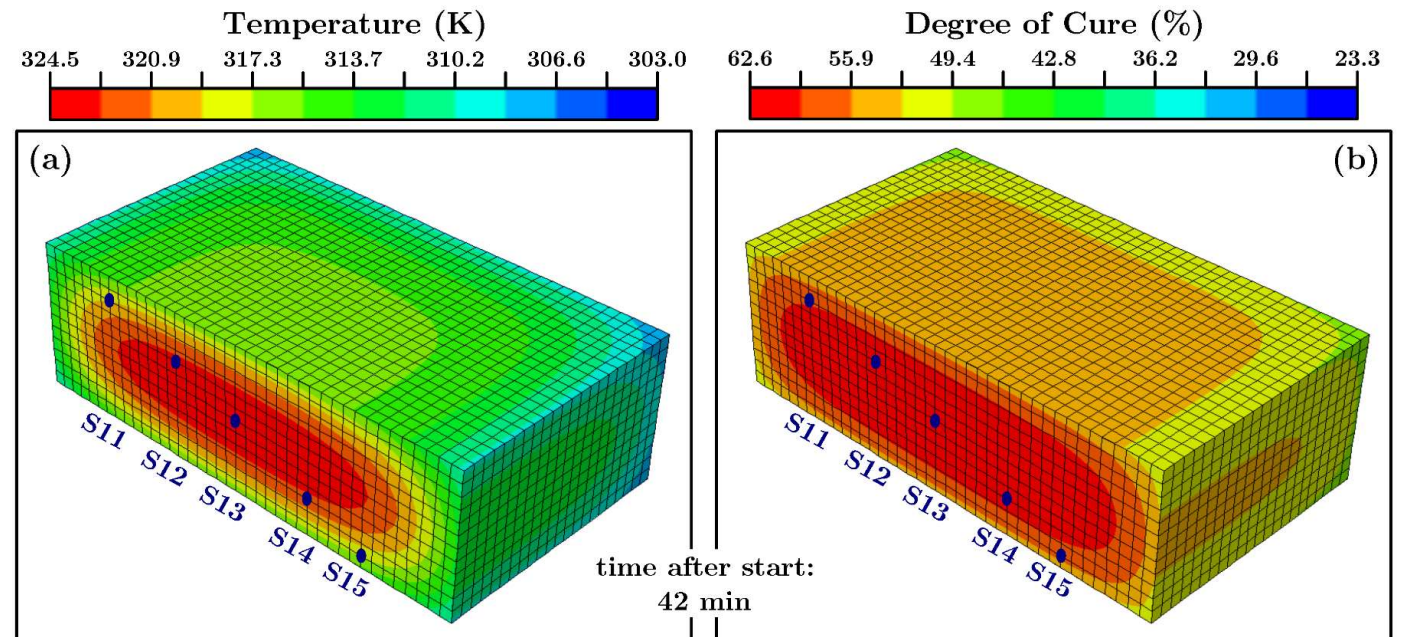 Temperature (K)
324.5 320.9 317.3 313.7 310.2 306.6 303.0
(a)
S11
S12
S13
S14
S15
Degree of Cure (%)
62.6 55.9 49.4 42.8 36.2 29.6 23.3
(b)
S11
S12
S13
S14
S15
time after start:
42 min